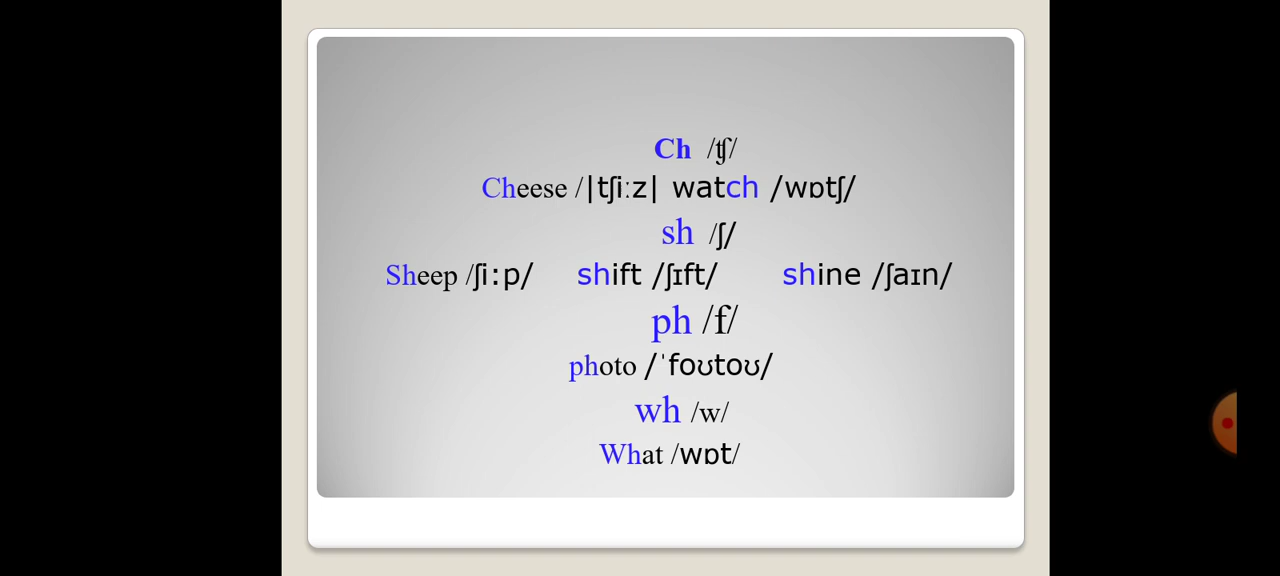 Ch /ʧ/
Cheese /|tʃiːz| watch /wɒtʃ/
sh /ʃ/
Sheep /ʃiːp/ shift /ʃɪft/ shine /ʃaɪn/
ph /f/
photo /ˈfoʊtoʊ/
wh /w/
What /wɒt/